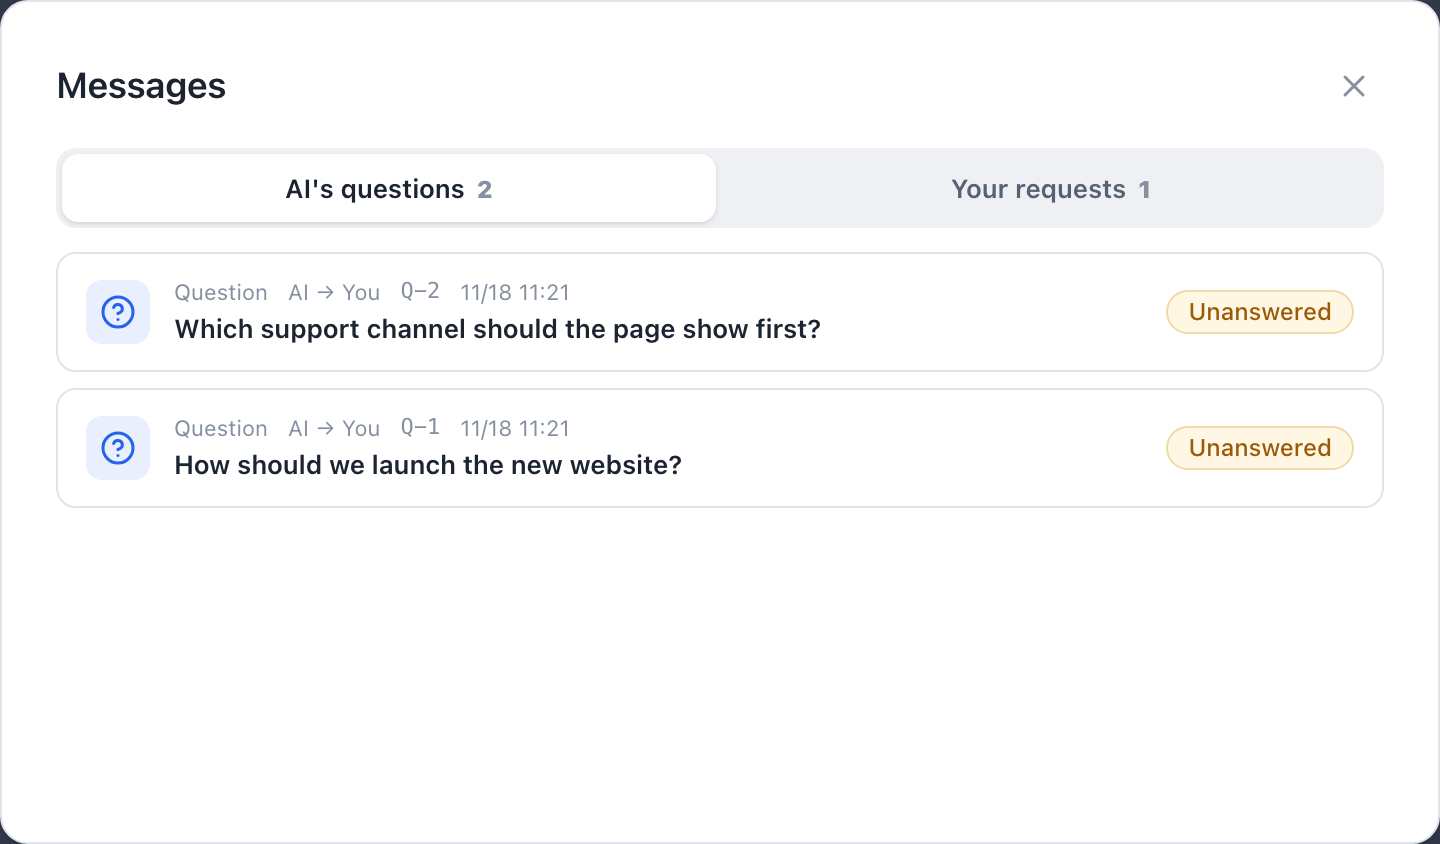 Messages
AI's questions 2
Your requests 1
Question AI → You Q–2 11/18 11:21
Which support channel should the page show first?
Unanswered
Question AI → You Q–1 11/18 11:21
How should we launch the new website?
Unanswered